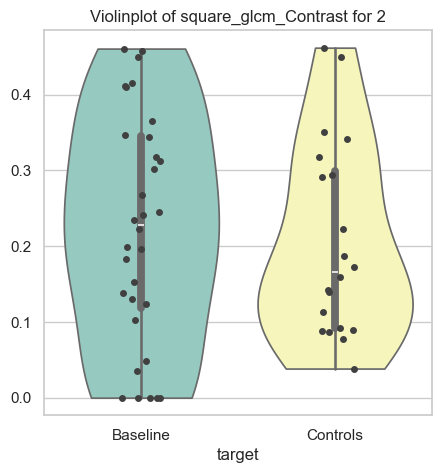 Violinplot of square_glcm_Contrast for 2
0.4
0.3
0.2
0.1
0.0
Baseline Controls
target